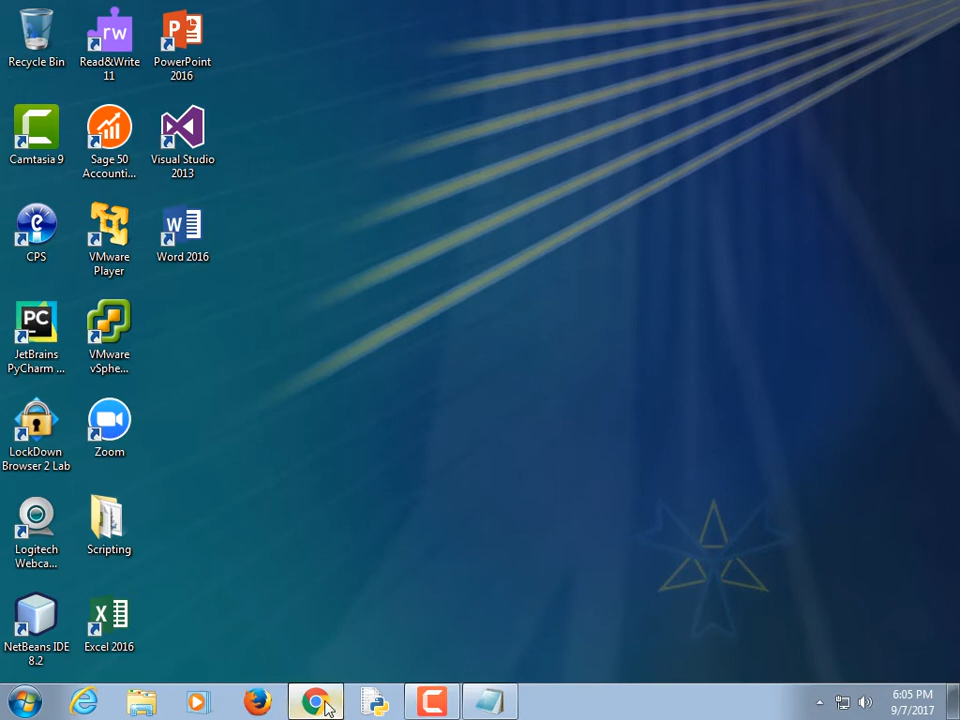 Recycle Bin
rw
Read&Write
11
P
PowerPoint
2016
Camtasia 9
Sage 50
Accounti...
Visual Studio
2013
e
CPS
VMware
Player
W
Word 2016
PC
JetBrains
PyCharm ...
VMware
vSphe...
LockDown
Browser 2 Lab
Zoom
Logitech
Webca...
Scripting
NetBeans IDE
8.2
X
Excel 2016
6:05 PM
9/7/2017